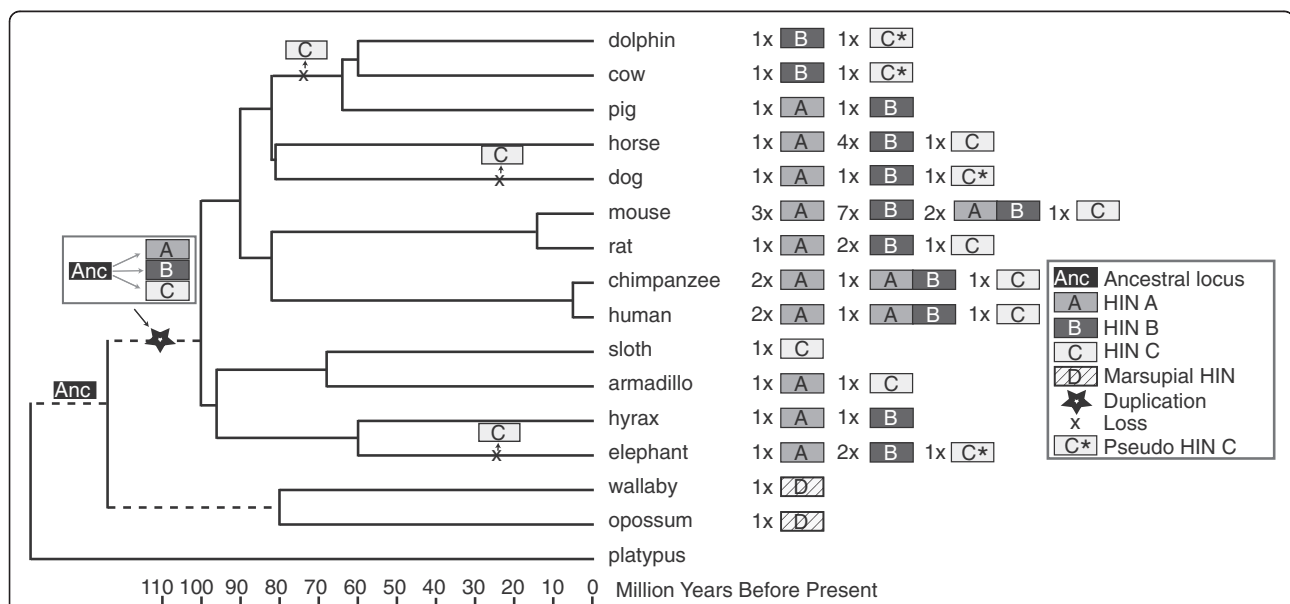 C
x
dolphin 1x B 1x C*
cow 1x B 1x C*
pig 1x A 1x B
horse 1x A 4x B 1x C
C
x
dog 1x A 1x B 1x C*
mouse 3x A 7x B 2x A B 1x C
rat 1x A 2x B 1x C
Anc A B C
chimpanzee 2x A 1x A B 1x C
human 2x A 1x A B 1x C
sloth 1x C
armadillo 1x A 1x C
Anc
hyrax 1x A 1x B
C
x
elephant 1x A 2x B 1x C*
wallaby 1x D
opossum 1x D
platypus
110 100 90 80 70 60 50 40 30 20 10 0 Million Years Before Present
Anc Ancestral locus
A HIN A
B HIN B
C HIN C
D Marsupial HIN
Duplication
x Loss
C* Pseudo HIN C